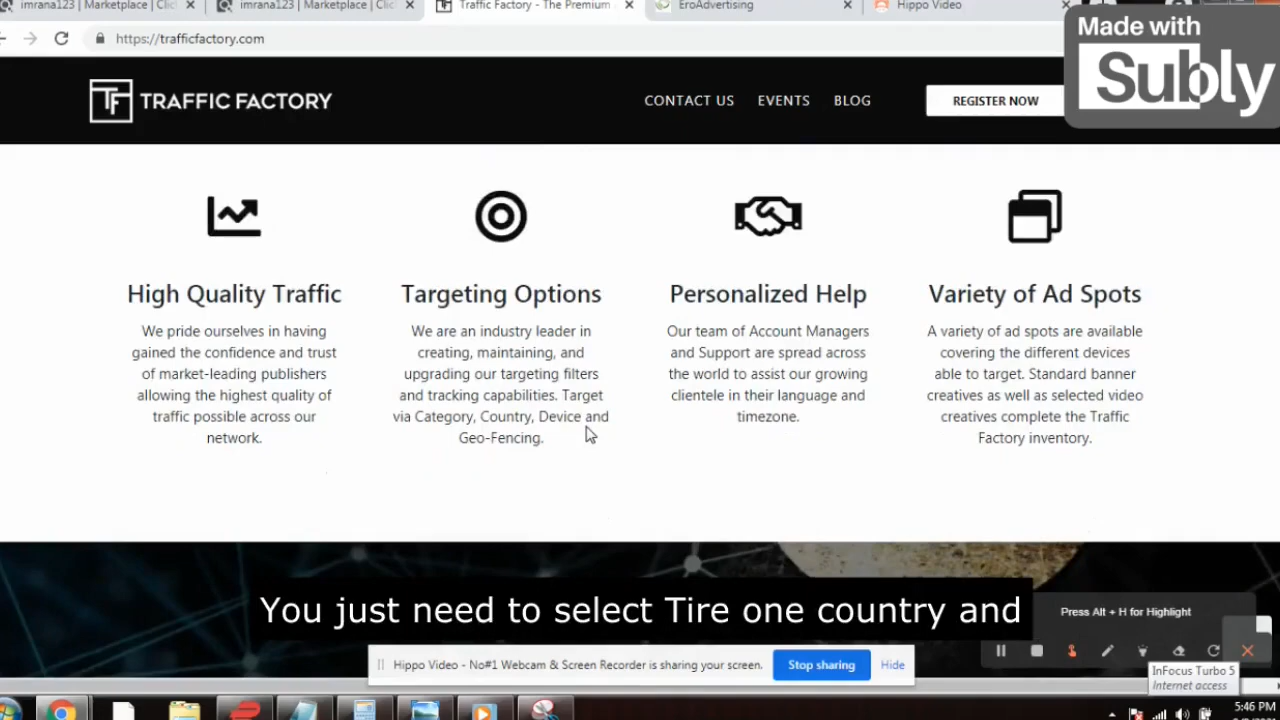 imrana123 | Marketplace | Clic
imrana123 | Marketplace | Clic
Traffic Factory - The Premium
EroAdvertising
Hippo Video
https://trafficfactory.com
Made with
Subly
TF TRAFFIC FACTORY
CONTACT US
EVENTS
BLOG
REGISTER NOW
High Quality Traffic
We pride ourselves in having
gained the confidence and trust
of market-leading publishers
allowing the highest quality of
traffic possible across our
network.
Targeting Options
We are an industry leader in
creating, maintaining, and
upgrading our targeting filters
and tracking capabilities. Target
via Category, Country, Device and
Geo-Fencing.
Personalized Help
Our team of Account Managers
and Support are spread across
the world to assist our growing
clientele in their language and
timezone.
Variety of Ad Spots
A variety of ad spots are available
covering the different devices
able to target. Standard banner
creatives as well as selected video
creatives complete the Traffic
Factory inventory.
You just need to select Tire one country and
Press Alt + H for Highlight
Hippo Video - No#1 Webcam & Screen Recorder is sharing your screen.
Stop sharing
Hide
InFocus Turbo 5
Internet access
5:46 PM